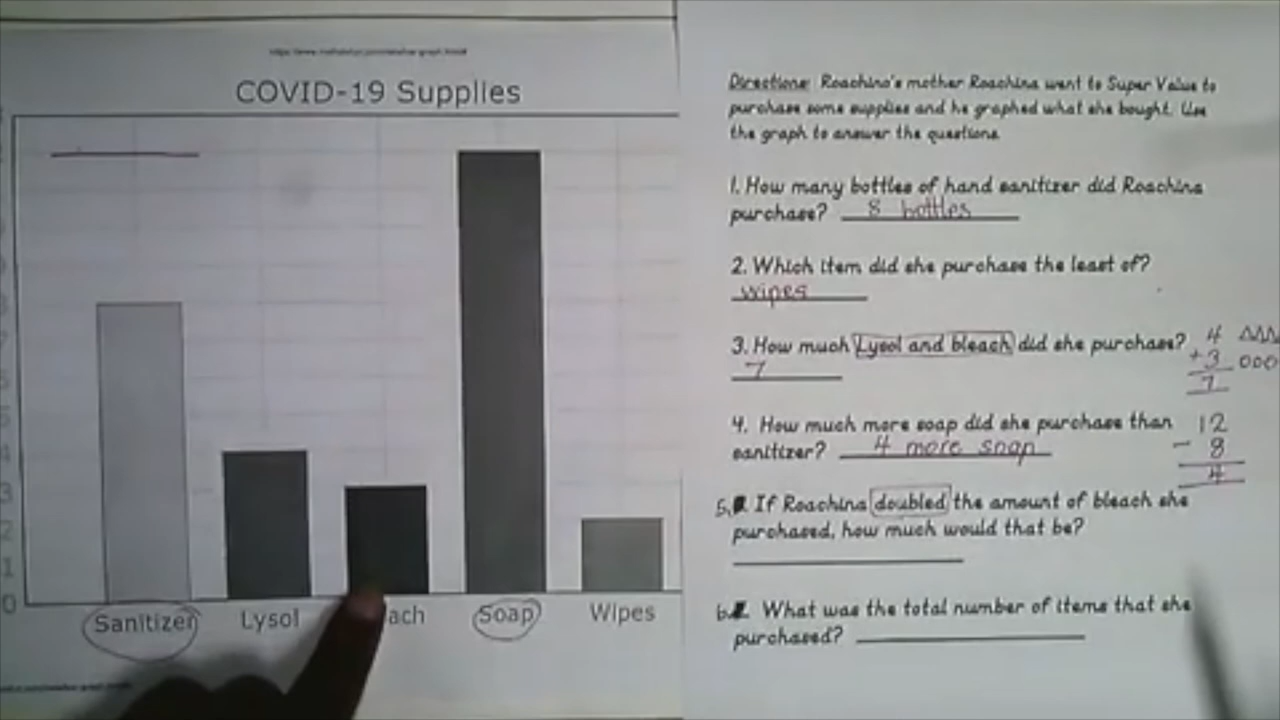 COVID-19 Supplies
8
7
4
3
2
1
0
Sanitizer Lysol ach Soap Wipes
Directions: Roachino's mother Roachina went to Super Value to
purchase some supplies and he graphed what she bought. Use
the graph to answer the questions.
1. How many bottles of hand sanitizer did Roachina
purchase? 8 bottles
2. Which item did she purchase the least of?
wipes
3. How much Lysol and bleach did she purchase?
7
4
+3
7
4. How much more soap did she purchase than
sanitizer? 4 more soap
12
- 8
4
5. If Roachina doubled the amount of bleach she
purchased, how much would that be?
6. What was the total number of items that she
purchased?